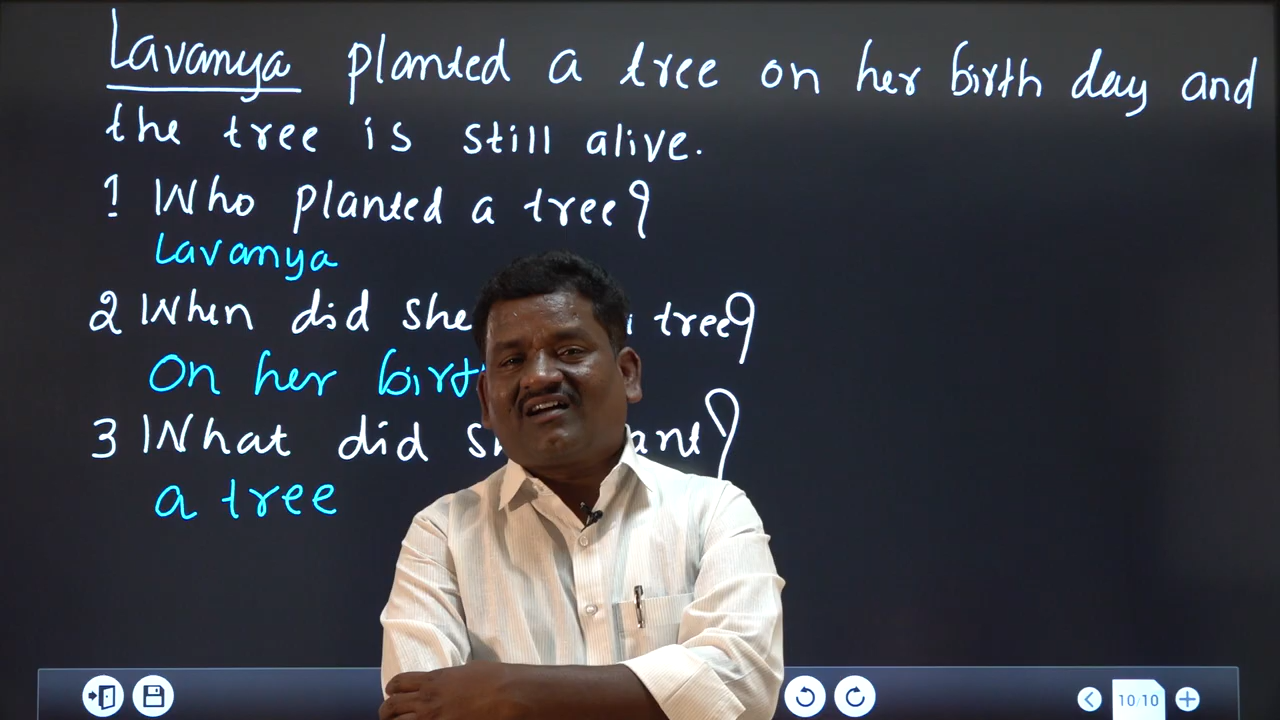 Lavanya planted a tree on her birth day and
the tree is still alive.
1 Who planted a tree?
Lavanya
2 When did she tree?
On her
3 What did
a tree
10/10